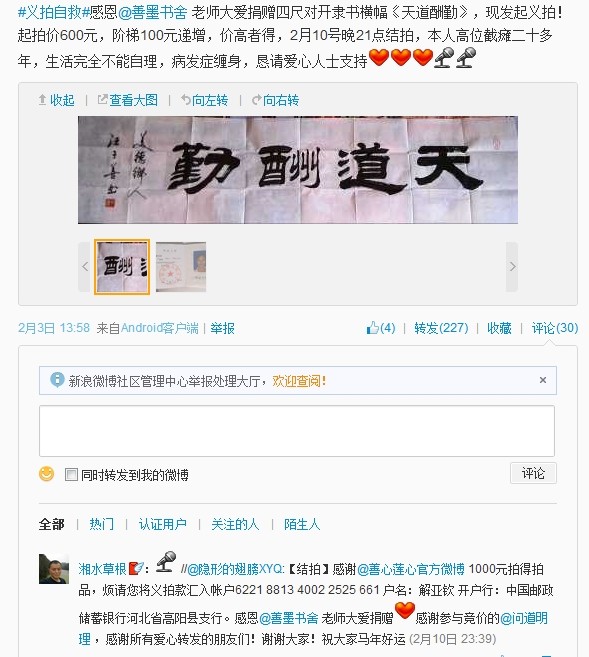 #义拍自救#感恩@善墨书舍 老师大爱捐赠四尺对开隶书横幅《天道酬勤》，现发起义拍！
起拍价600元，阶梯100元递增，价高者得，2月10号晚21点结拍，本人高位截瘫二十多
年，生活完全不能自理，病发症缠身，恳请爱心人士支持
收起 | 查看大图 向左转 向右转
天道酬勤
2月3日 13:58 来自Android客户端 | 举报 (4) | 转发(227) | 收藏 | 评论(30)
新浪微博社区管理中心举报处理大厅，欢迎查阅！ ×
同时转发到我的微博 评论
全部 | 热门 | 认证用户 | 关注的人 | 陌生人
湘水草根： //@隐形的翅膀XYQ:【结拍】感谢@善心莲心官方微博 1000元拍得拍
品，烦请您将义拍款汇入帐户6221 8813 4002 2525 661 户名：解亚钦 开户行：中国邮政
储蓄银行河北省高阳县支行。感恩@善墨书舍 老师大爱捐赠 感谢参与竞价的@问道明
理，感谢所有爱心转发的朋友们！谢谢大家！祝大家马年好运 (2月10日 23:39)